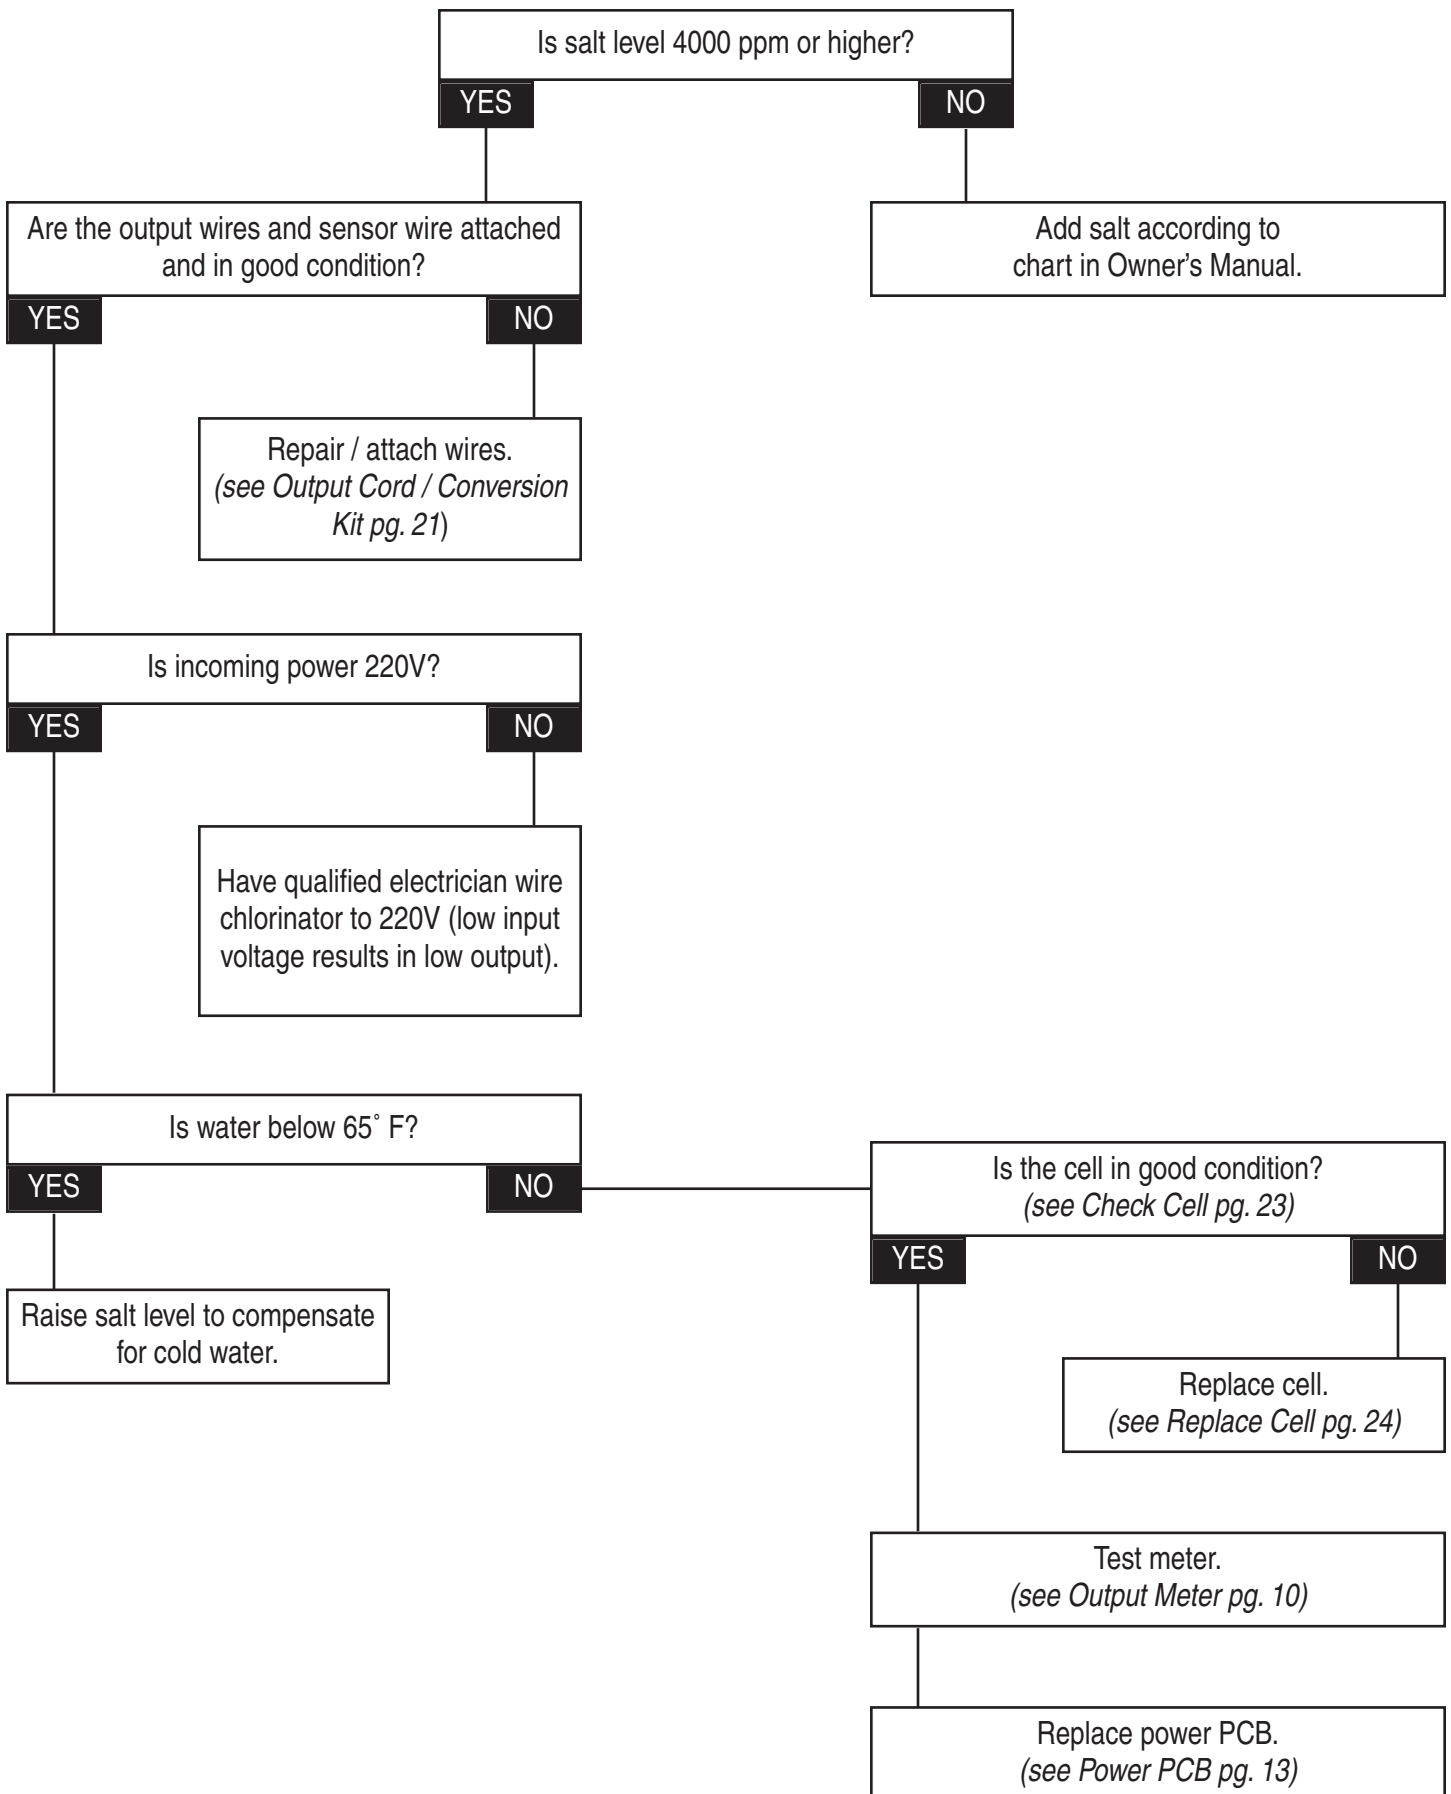 Is salt level 4000 ppm or higher?
YES
NO
Are the output wires and sensor wire attached
and in good condition?
YES
NO
Add salt according to
chart in Owner's Manual.
Repair / attach wires.
(see Output Cord / Conversion
Kit pg. 21)
Is incoming power 220V?
YES
NO
Have qualified electrician wire
chlorinator to 220V (low input
voltage results in low output).
Is water below 65˚ F?
YES
NO
Is the cell in good condition?
(see Check Cell pg. 23)
YES
NO
Raise salt level to compensate
for cold water.
Replace cell.
(see Replace Cell pg. 24)
Test meter.
(see Output Meter pg. 10)
Replace power PCB.
(see Power PCB pg. 13)